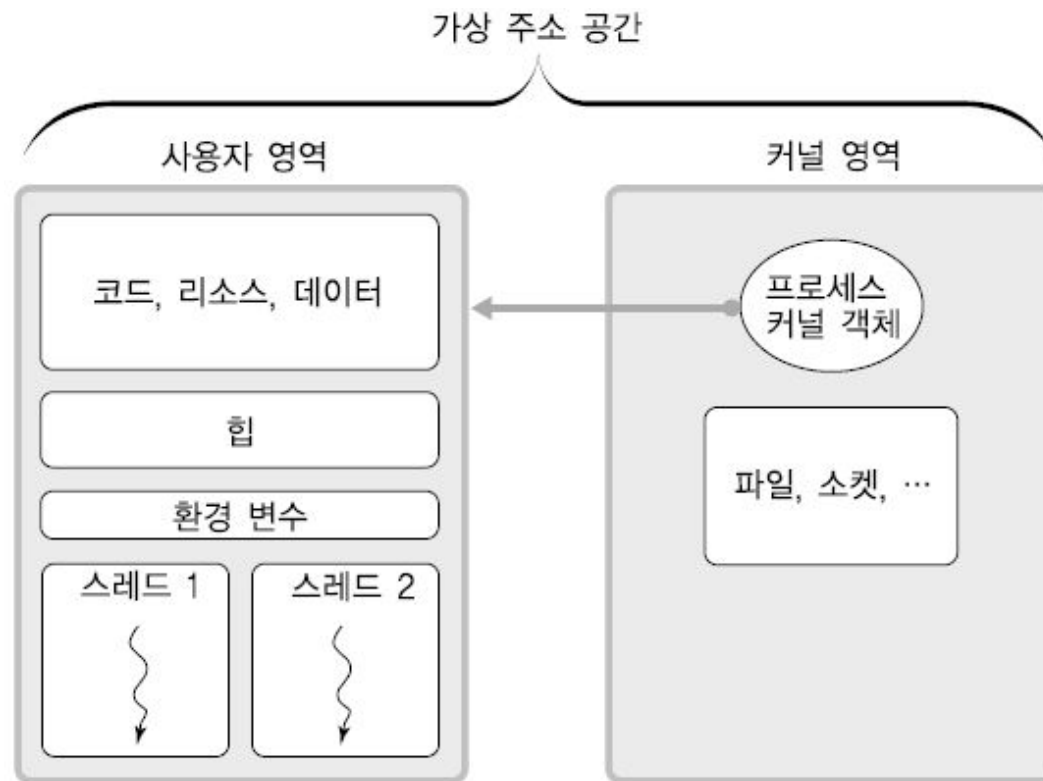 가상 주소 공간
사용자 영역
코드, 리소스, 데이터
힙
환경 변수
스레드 1
스레드 2
커널 영역
프로세스
커널 객체
파일, 소켓, …